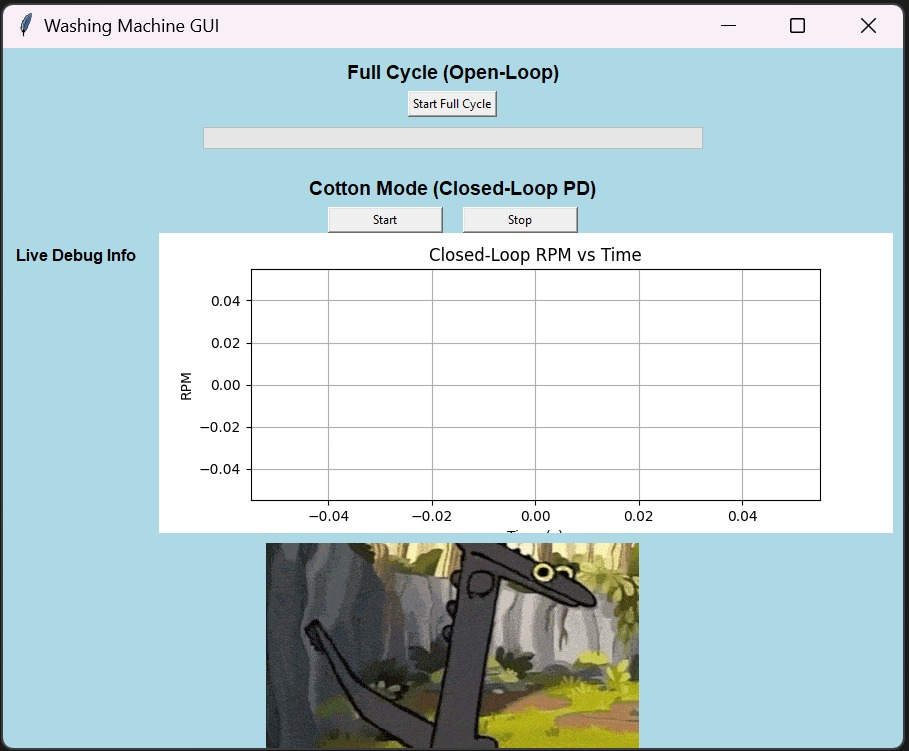 Washing Machine GUI
Full Cycle (Open-Loop)
Start Full Cycle
Cotton Mode (Closed-Loop PD)
Start Stop
Live Debug Info
Closed-Loop RPM vs Time
0.04
0.02
0.00
−0.02
−0.04
RPM
−0.04 −0.02 0.00 0.02 0.04